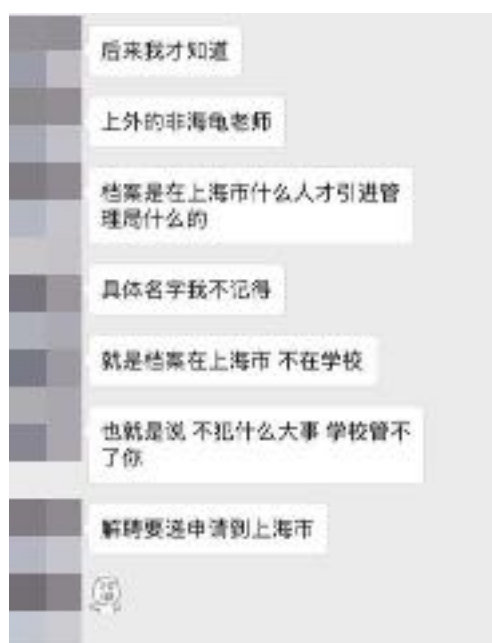 后来我才知道
上外的非海龟老师
档案是在上海市什么人才引进管
理局什么的
具体名字我不记得
就是档案在上海市 不在学校
也就是说 不犯什么大事 学校管不
了你
解聘要递申请到上海市